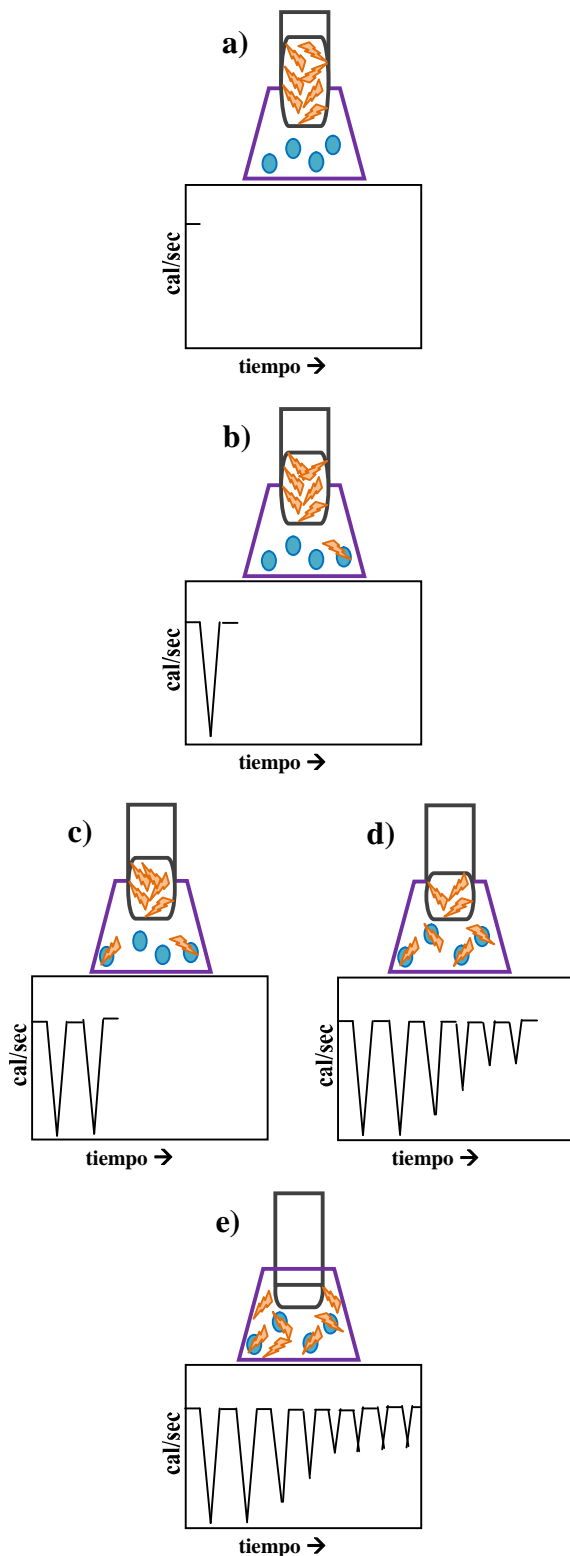 a)
cal/sec
tiempo →
b)
cal/sec
tiempo →
c)
cal/sec
tiempo →
d)
cal/sec
tiempo →
e)
cal/sec
tiempo →